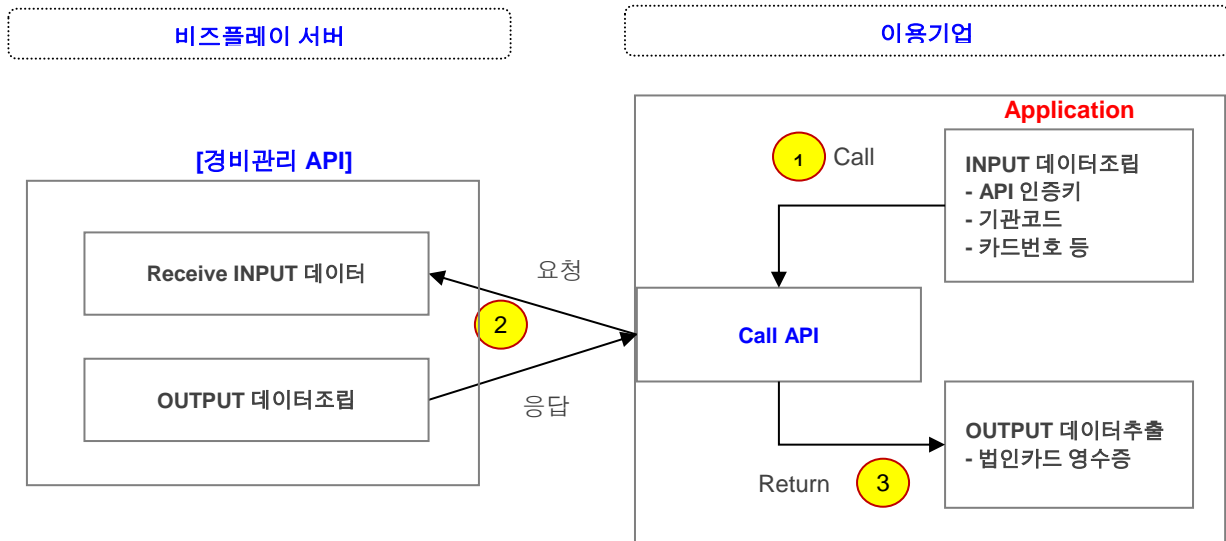 비즈플레이 서버
이용기업
[경비관리 API]
Receive INPUT 데이터
OUTPUT 데이터조립
요청
2
응답
Application
1 Call
INPUT 데이터조립
- API 인증키
- 기관코드
- 카드번호 등
Call API
OUTPUT 데이터추출
- 법인카드 영수증
Return 3